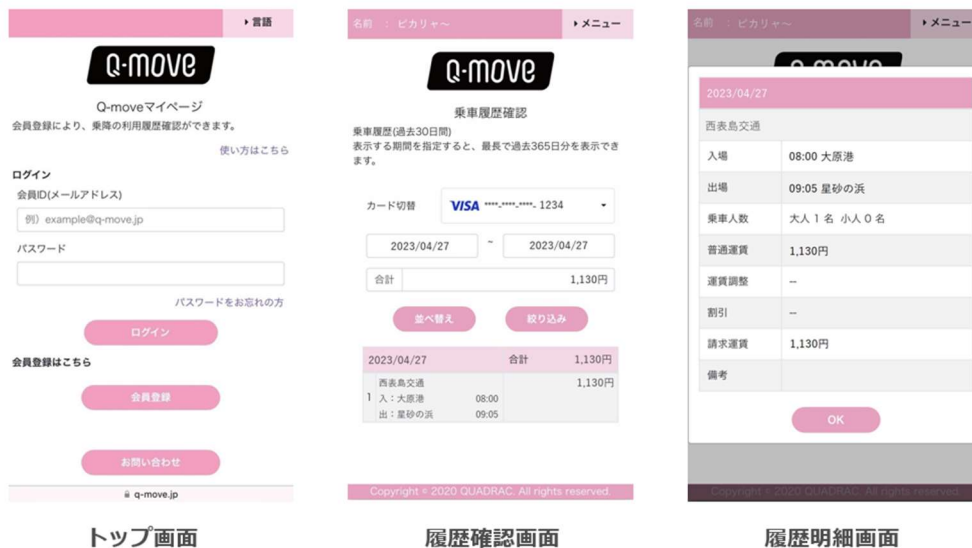 ▶言語
Q-move
Q-moveマイページ
会員登録により、乗降の利用履歴確認ができます。
使い方はこちら
ログイン
会員ID(メールアドレス)
例）example@q-move.jp
パスワード
パスワードをお忘れの方
ログイン
会員登録はこちら
会員登録
お問い合わせ
q-move.jp
トップ画面
名前 ： ピカリャ～
▶メニュー
Q-move
乗車履歴確認
乗車履歴(過去30日間)
表示する期間を指定すると、最長で過去365日分を表示でき
ます。
カード切替 VISA ****-****-****- 1234
2023/04/27 ~ 2023/04/27
合計 1,130円
並べ替え 絞り込み
2023/04/27 合計 1,130円
西表島交通 1,130円
1 入：大原港 08:00
出：星砂の浜 09:05
Copyright © 2020 QUADRAC. All rights reserved.
履歴確認画面
名前 ： ピカリャ～
▶メニュー
Q-move
2023/04/27
西表島交通
入場 08:00 大原港
出場 09:05 星砂の浜
乗車人数 大人 1 名 小人 0 名
普通運賃 1,130円
運賃調整 --
割引 --
請求運賃 1,130円
備考
OK
Copyright © 2020 QUADRAC. All rights reserved.
履歴明細画面